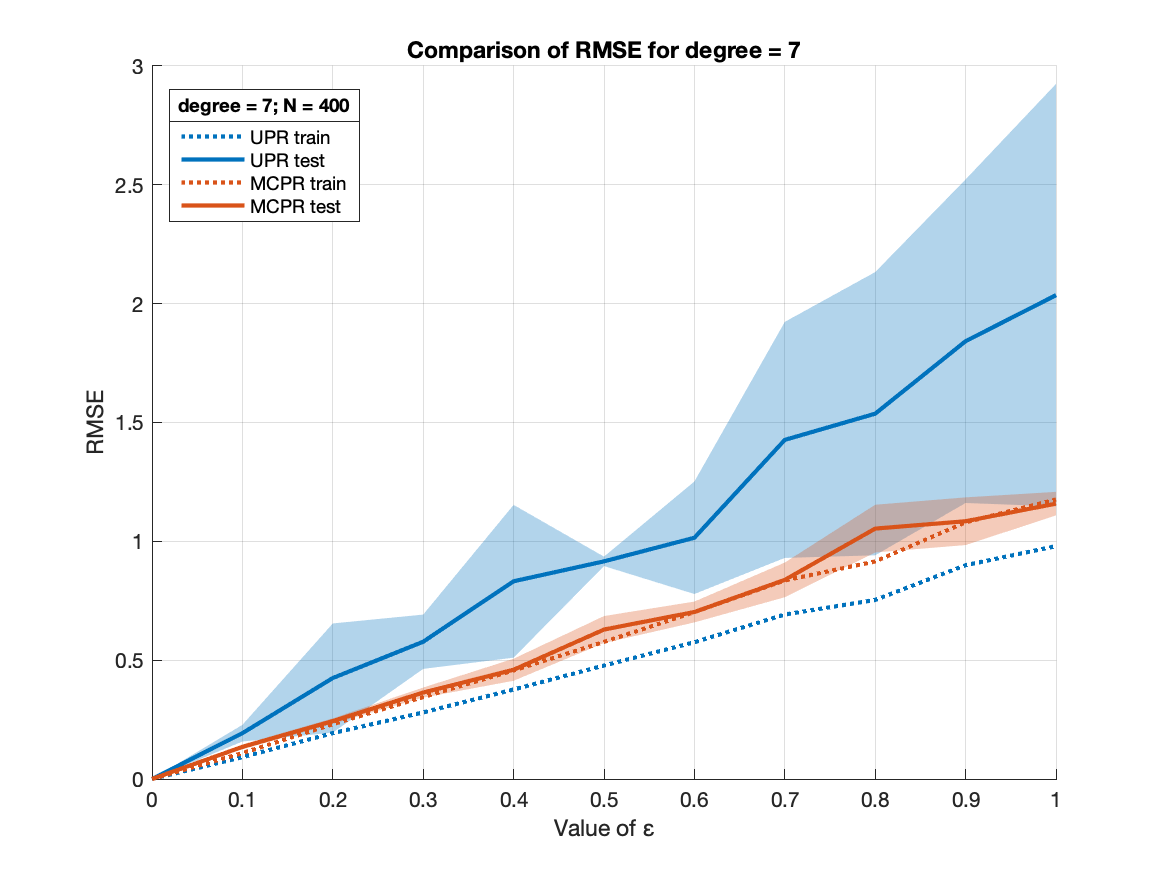 Comparison of RMSE for degree = 7
degree = 7; N = 400
UPR train
UPR test
MCPR train
MCPR test
RMSE
3
2.5
2
1.5
1
0.5
0
0 0.1 0.2 0.3 0.4 0.5 0.6 0.7 0.8 0.9 1
Value of ε